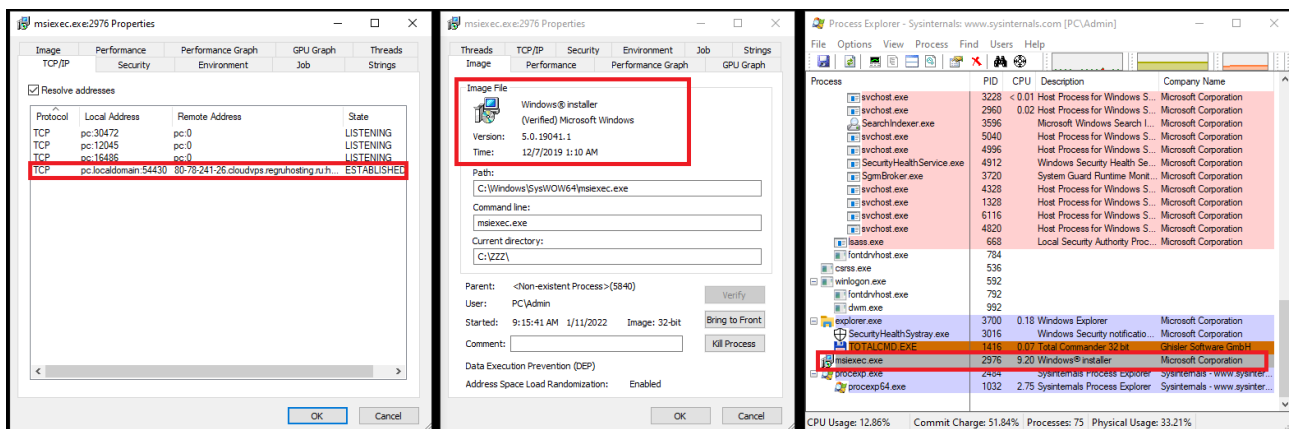 msiexec.exe:2976 Properties
Image Performance Performance Graph GPU Graph Threads
TCP/IP Security Environment Job Strings
Resolve addresses
Protocol Local Address Remote Address State
TCP pc:30472 pc:0 LISTENING
TCP pc:12045 pc:0 LISTENING
TCP pc:16486 pc:0 LISTENING
TCP pc.localdomain:54430 80-78-241-26.cloudvps.regruhosting.ru:h... ESTABLISHED
OK Cancel
msiexec.exe:2976 Properties
Threads TCP/IP Security Environment Job Strings
Image Performance Performance Graph GPU Graph
Image File
Windows® installer
(Verified) Microsoft Windows
Version: 5.0.19041.1
Time: 12/7/2019 1:10 AM
Path:
C:\Windows\SysWOW64\msiexec.exe
Command line:
msiexec.exe
Current directory:
C:\ZZZ\
Parent: <Non-existent Process>(5840)
Verify
User: PC\Admin
Started: 9:15:41 AM 1/11/2022 Image: 32-bit
Bring to Front
Comment:
Kill Process
Data Execution Prevention (DEP)
Address Space Load Randomization: Enabled
OK Cancel
Process Explorer - Sysinternals: www.sysinternals.com [PC\Admin]
File Options View Process Find Users Help
Process PID CPU Description Company Name
svchost.exe 3228 < 0.01 Host Process for Windows S... Microsoft Corporation
svchost.exe 2960 0.02 Host Process for Windows S... Microsoft Corporation
SearchIndexer.exe 3596 Microsoft Windows Search I... Microsoft Corporation
svchost.exe 5040 Host Process for Windows S... Microsoft Corporation
svchost.exe 4996 Host Process for Windows S... Microsoft Corporation
SecurityHealthService.exe 4912 Windows Security Health Se... Microsoft Corporation
SgrmBroker.exe 3720 System Guard Runtime Monit... Microsoft Corporation
svchost.exe 4328 Host Process for Windows S... Microsoft Corporation
svchost.exe 1328 Host Process for Windows S... Microsoft Corporation
svchost.exe 6116 Host Process for Windows S... Microsoft Corporation
svchost.exe 4820 Host Process for Windows S... Microsoft Corporation
lsass.exe 668 Local Security Authority Proc... Microsoft Corporation
fontdrvhost.exe 784
csrss.exe 536
winlogon.exe 592
fontdrvhost.exe 792
dwm.exe 992
explorer.exe 3700 0.18 Windows Explorer Microsoft Corporation
SecurityHealthSystray.exe 3016 Windows Security notificatio... Microsoft Corporation
TOTALCMD.EXE 1416 0.07 Total Commander 32 bit Ghisler Software GmbH
msiexec.exe 2976 9.20 Windows® installer Microsoft Corporation
procexp.exe 2484 Sysinternals Process Explorer Sysinternals - www.sysinter...
procexp64.exe 1032 2.75 Sysinternals Process Explorer Sysinternals - www.sysinter...
CPU Usage: 12.86% Commit Charge: 51.84% Processes: 75 Physical Usage: 33.21%